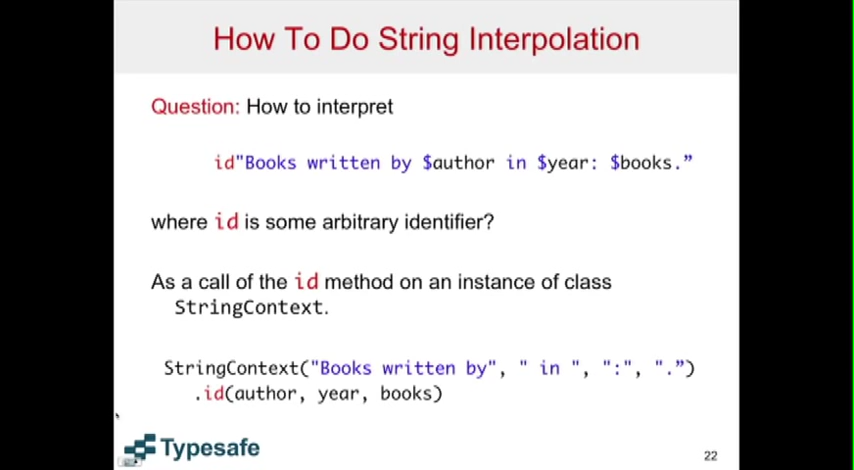 How To Do String Interpolation
Question: How to interpret
id"Books written by $author in $year: $books.”
where id is some arbitrary identifier?
As a call of the id method on an instance of class
StringContext.
StringContext("Books written by", " in ", ":", ".”)
.id(author, year, books)
Typesafe
22